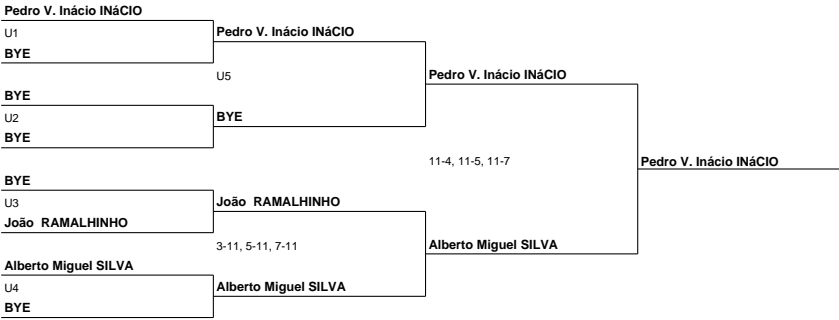 Pedro V. Inácio INáCIO
U1
BYE
Pedro V. Inácio INáCIO
U5
BYE
U2
BYE
BYE
Pedro V. Inácio INáCIO
11-4, 11-5, 11-7
Pedro V. Inácio INáCIO
BYE
U3
João RAMALHINHO
João RAMALHINHO
3-11, 5-11, 7-11
Alberto Miguel SILVA
Alberto Miguel SILVA
U4
BYE
Alberto Miguel SILVA